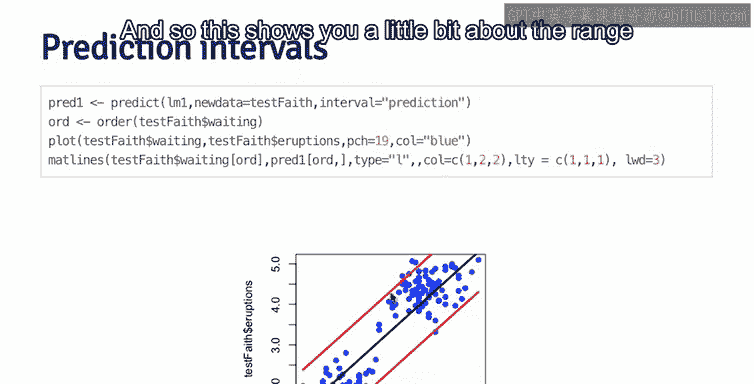 And so this shows you a little bit about the range
Prediction intervals
pred1 <- predict(lm1,newdata=testFaith,interval="prediction")
ord <- order(testFaith$waiting)
plot(testFaith$waiting,testFaith$eruptions,pch=19,col="blue")
matlines(testFaith$waiting[ord],pred1[ord,],type="l",,col=c(1,2,2),lty = c(1,1,1), lwd=3)
testFaith$eruptions
5.0
4.0
3.0